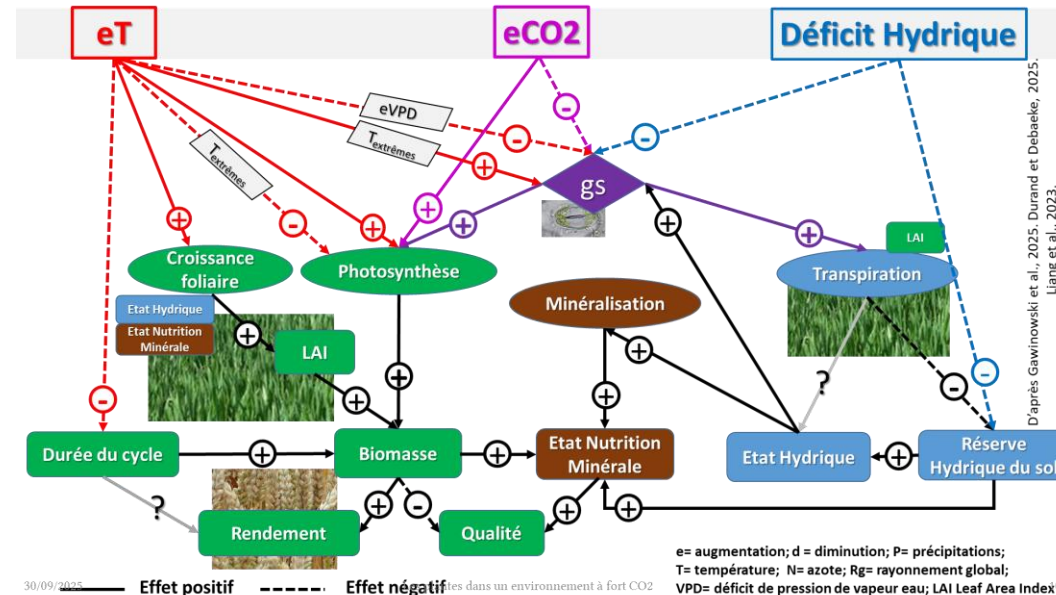 eT
eCO2
Déficit Hydrique
eVPD
-
-
-
Textrêmes
+
Textrêmes
gs
+
-
+
+
+
+
LAI
Croissance
foliaire
Photosynthèse
Transpiration
Minéralisation
Etat Hydrique
Etat Nutrition
Minérale
+
LAI
+
+
+
+
?
-
-
-
Durée du cycle
+
Biomasse
+
Etat Nutrition
Minérale
Etat Hydrique
+
Réserve
Hydrique du sol
?
+
-
+
+
Rendement
Qualité
D'après Gawinowski et al., 2025. Durand et Debaeke, 2025.
Liang et al., 2023.
e= augmentation; d = diminution; P= précipitations;
T= température; N= azote; Rg= rayonnement global;
VPD= déficit de pression de vapeur eau; LAI Leaf Area Index
30/09/2025
Effet positif
Effet négatif
dans un environnement à fort CO2